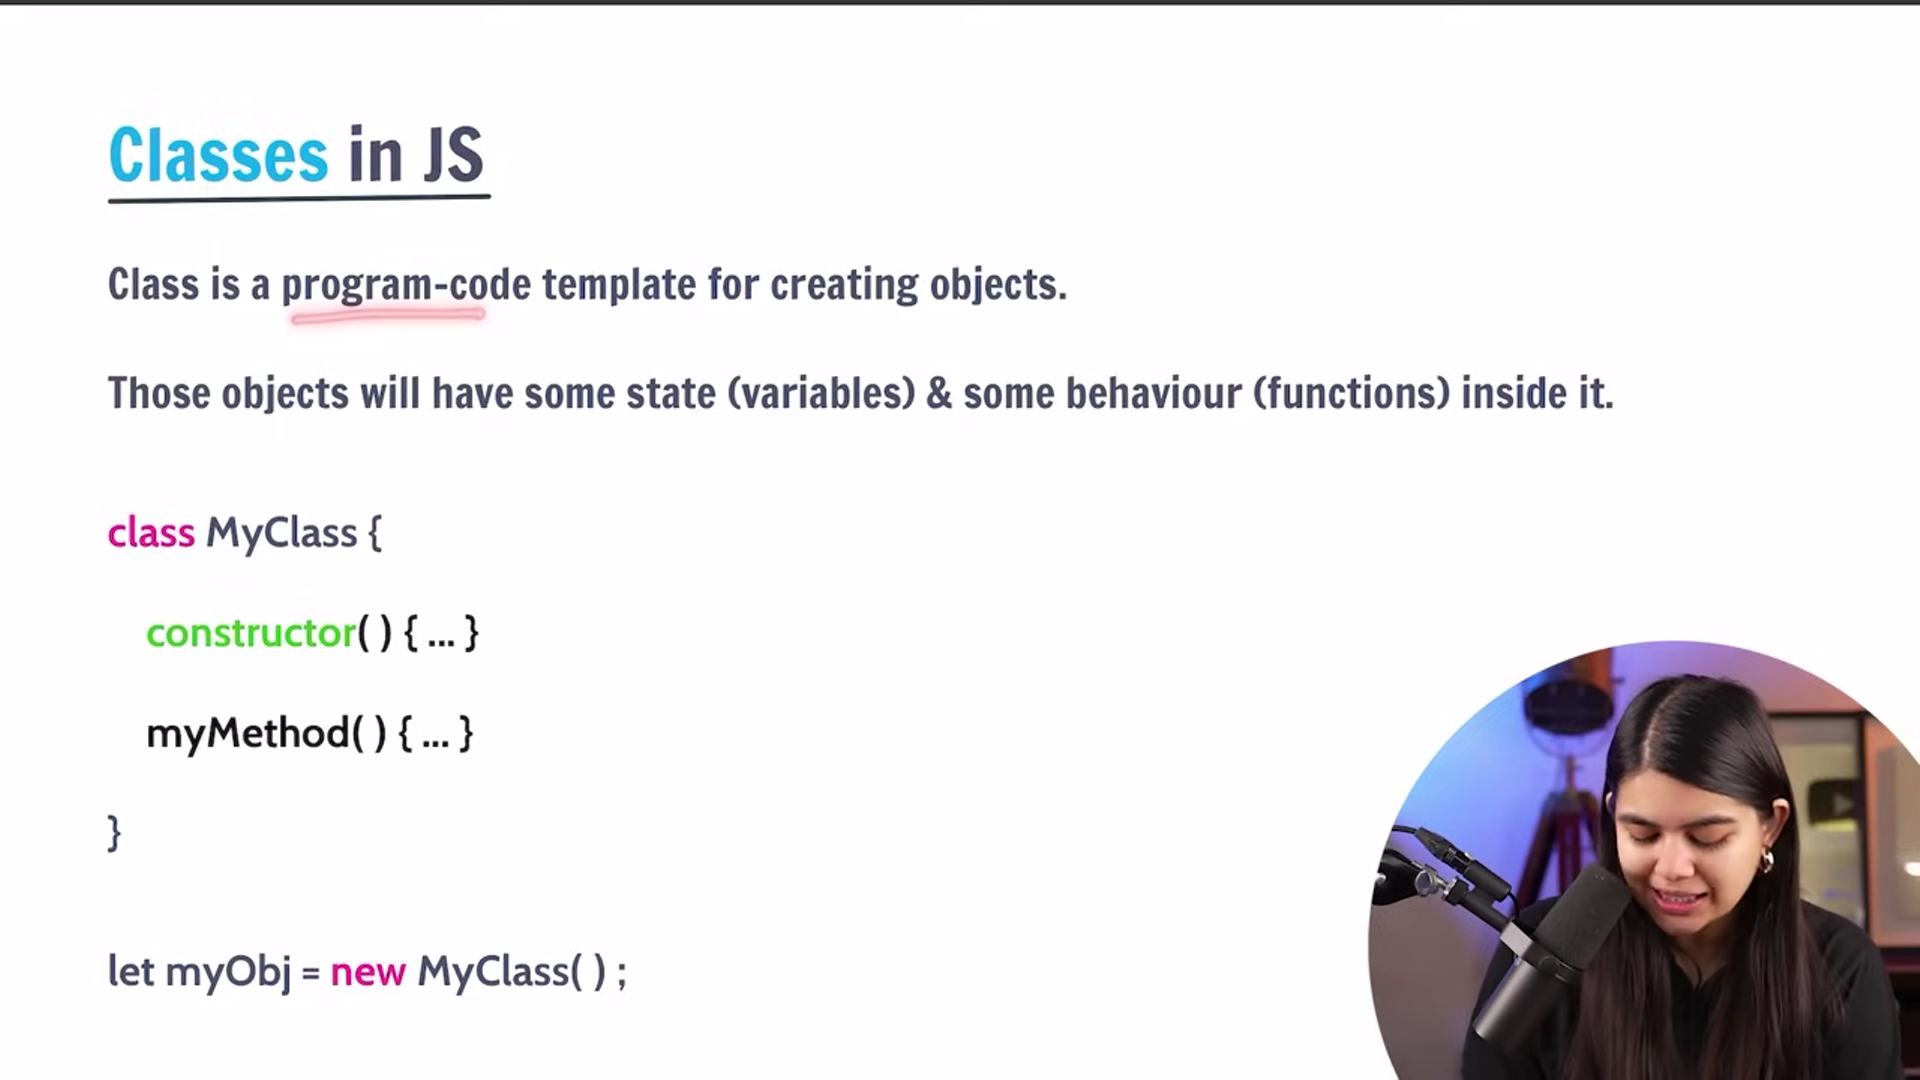 Classes in JS
Class is a program-code template for creating objects.
Those objects will have some state (variables) & some behaviour (functions) inside it.
class MyClass {
constructor( ) { ... }
myMethod( ) { ... }
}
let myObj = new MyClass( ) ;